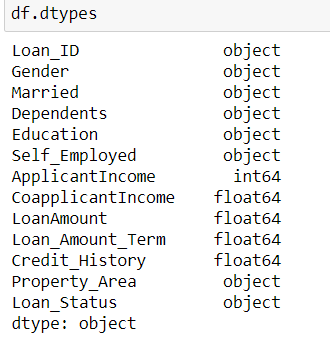 df.dtypes
Loan_ID object
Gender object
Married object
Dependents object
Education object
Self_Employed object
ApplicantIncome int64
CoapplicantIncome float64
LoanAmount float64
Loan_Amount_Term float64
Credit_History float64
Property_Area object
Loan_Status object
dtype: object